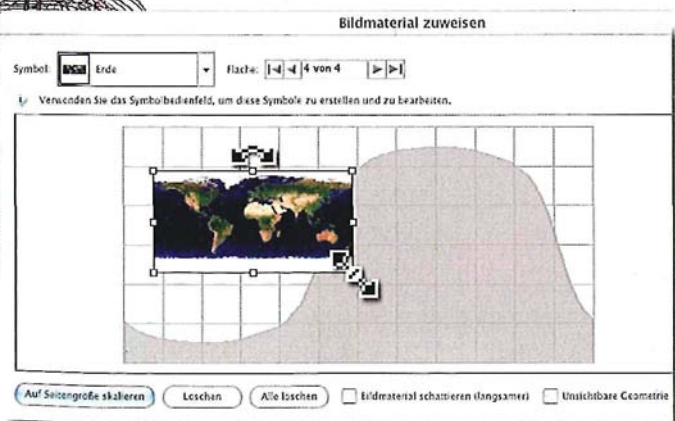 Bildmaterial zuweisen
Symbol: Erde Fläche: 4 von 4
Verwenden Sie das Symbolbedienfeld, um diese Symbole zu erstellen und zu bearbeiten.
Auf Seitengröße skalieren Löschen Alle löschen Bildmaterial schattieren (langsamer) Unsichtbare Geometrie